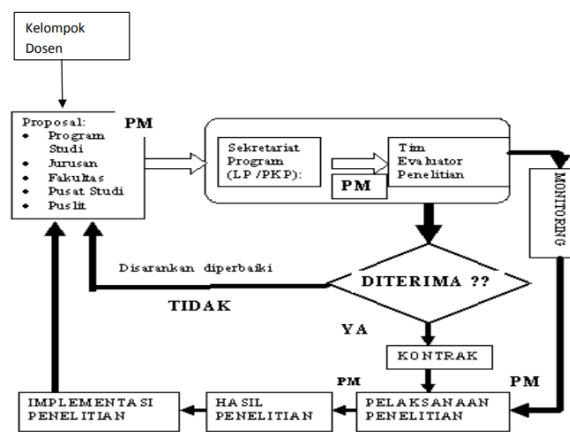 Kelompok
Dosen
Proposal:
• Program
Studi
• Jurusan
• Fakultas
• Pusat Studi
• Puslit
PM
Sekretariat
Program
(LP /PKP):
PM
Tim
Evaluator
Penelitian
MONITORING
Disarankan diperbaiki
TIDAK
DITERIMA ??
YA
KONTRAK
PM
PM
IMPLEMENTASI
PENELITIAN
HASIL
PENELITIAN
PELAKSANAAN
PENELITIAN